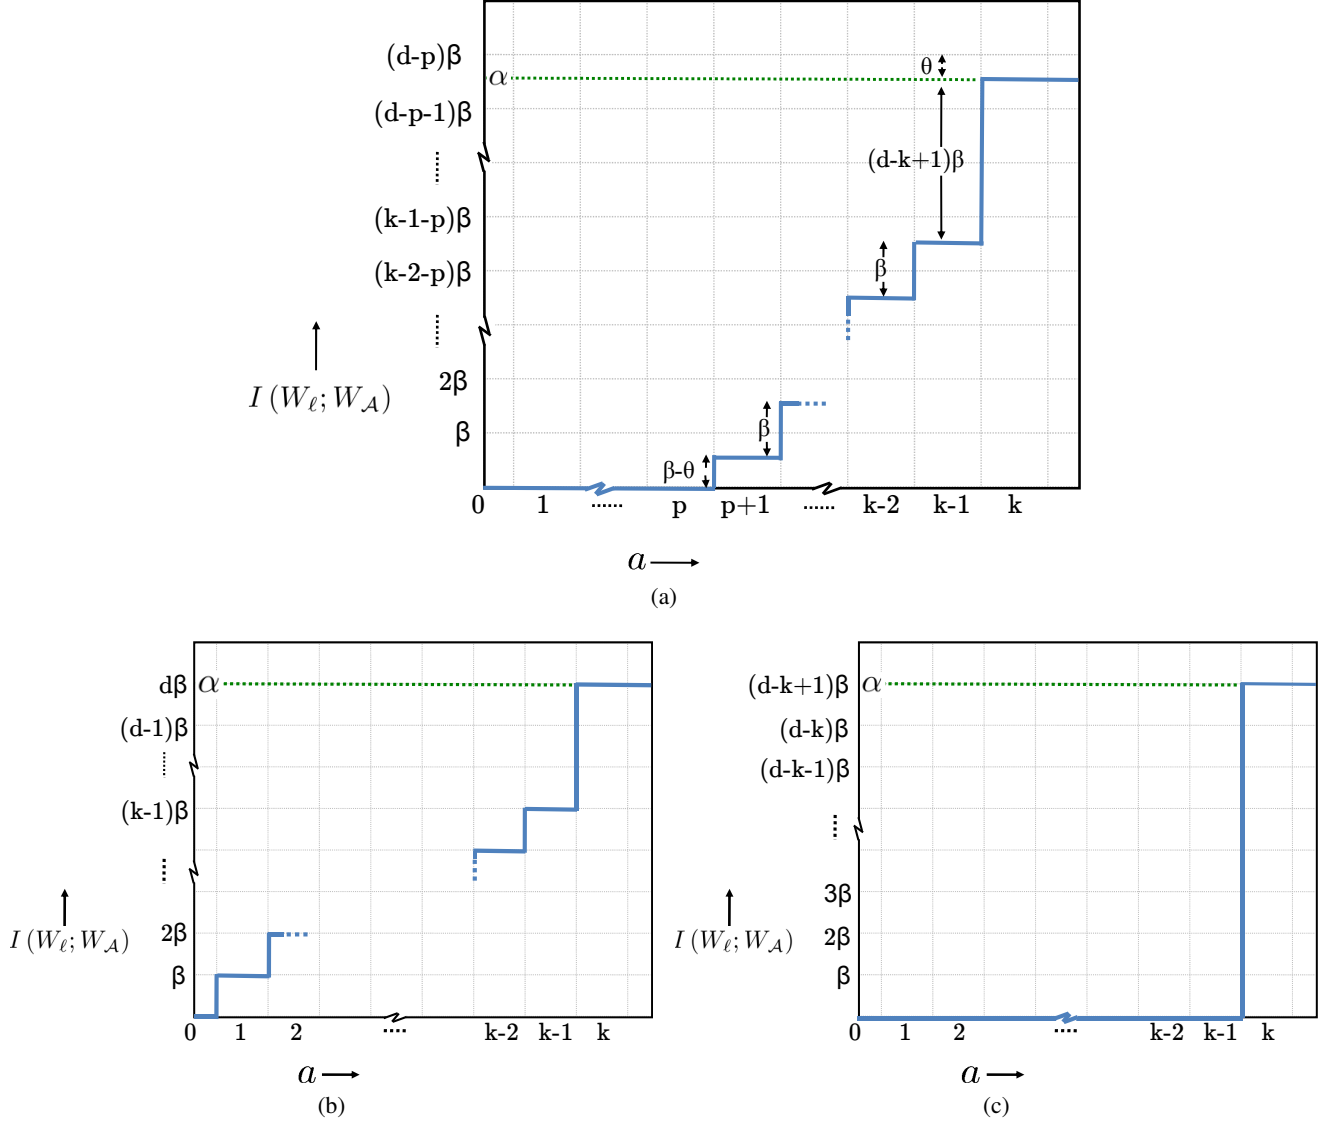 (d-p)β
θ
α
(d-p-1)β
(d-k+1)β
(k-1-p)β
(k-2-p)β
β
I (W_ℓ; W_𝒜)
2β
β
β
β-θ
0 1 ...... p p+1 ...... k-2 k-1 k
a
(a)
dβ
α
(d-1)β
(k-1)β
2β
I (W_ℓ; W_𝒜)
β
0 1 2 ..... k-2 k-1 k
a
(b)
(d-k+1)β
α
(d-k)β
(d-k-1)β
3β
2β
I (W_ℓ; W_𝒜)
β
0 1 2 ..... k-2 k-1 k
a
(c)